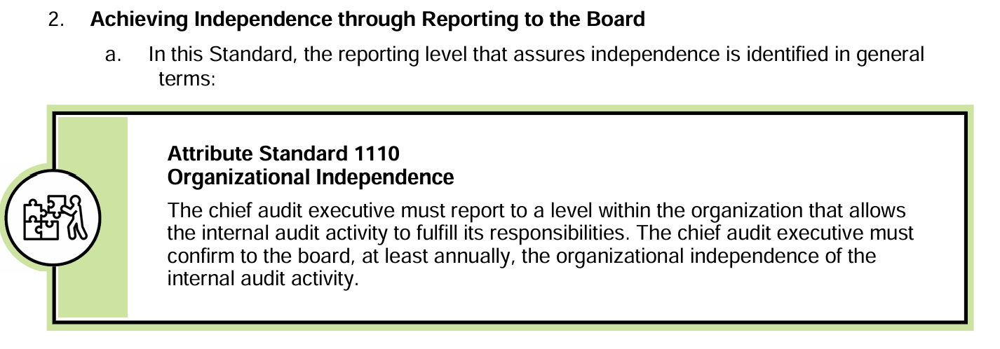 2. Achieving Independence through Reporting to the Board
a. In this Standard, the reporting level that assures independence is identified in general
terms:
Attribute Standard 1110
Organizational Independence
The chief audit executive must report to a level within the organization that allows
the internal audit activity to fulfill its responsibilities. The chief audit executive must
confirm to the board, at least annually, the organizational independence of the
internal audit activity.